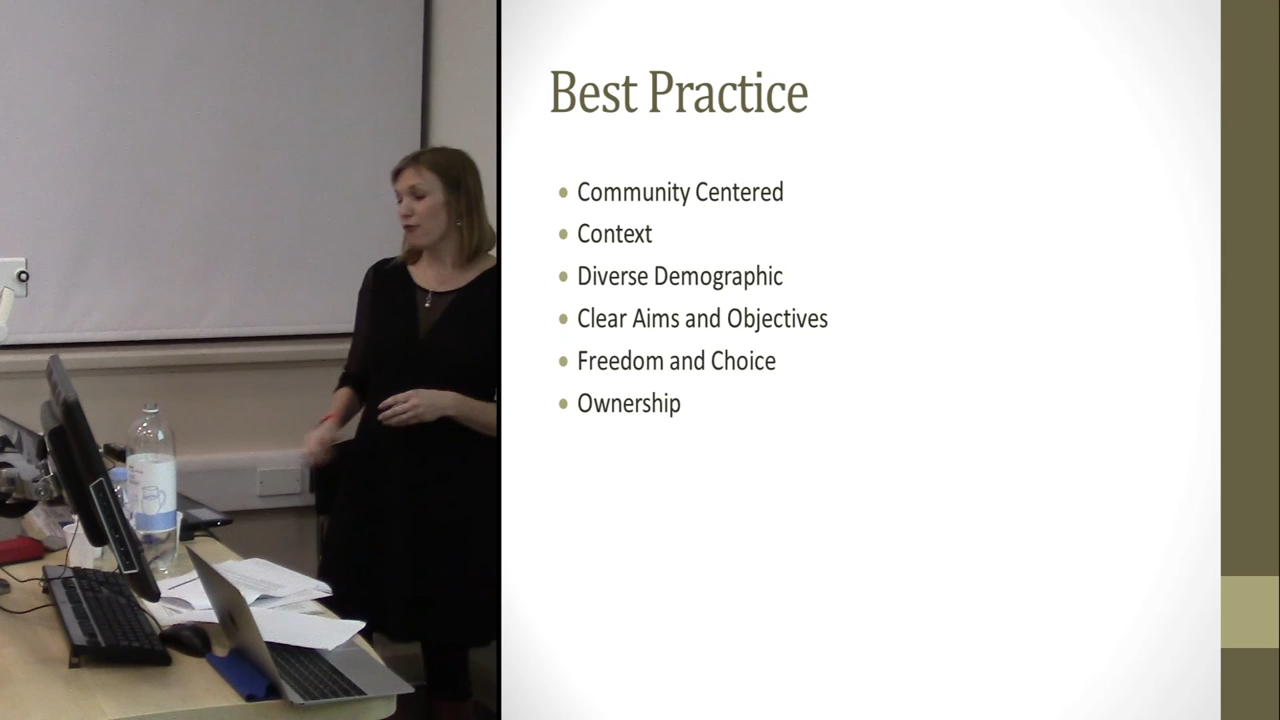 Best Practice
Community Centered
Context
Diverse Demographic
Clear Aims and Objectives
Freedom and Choice
Ownership